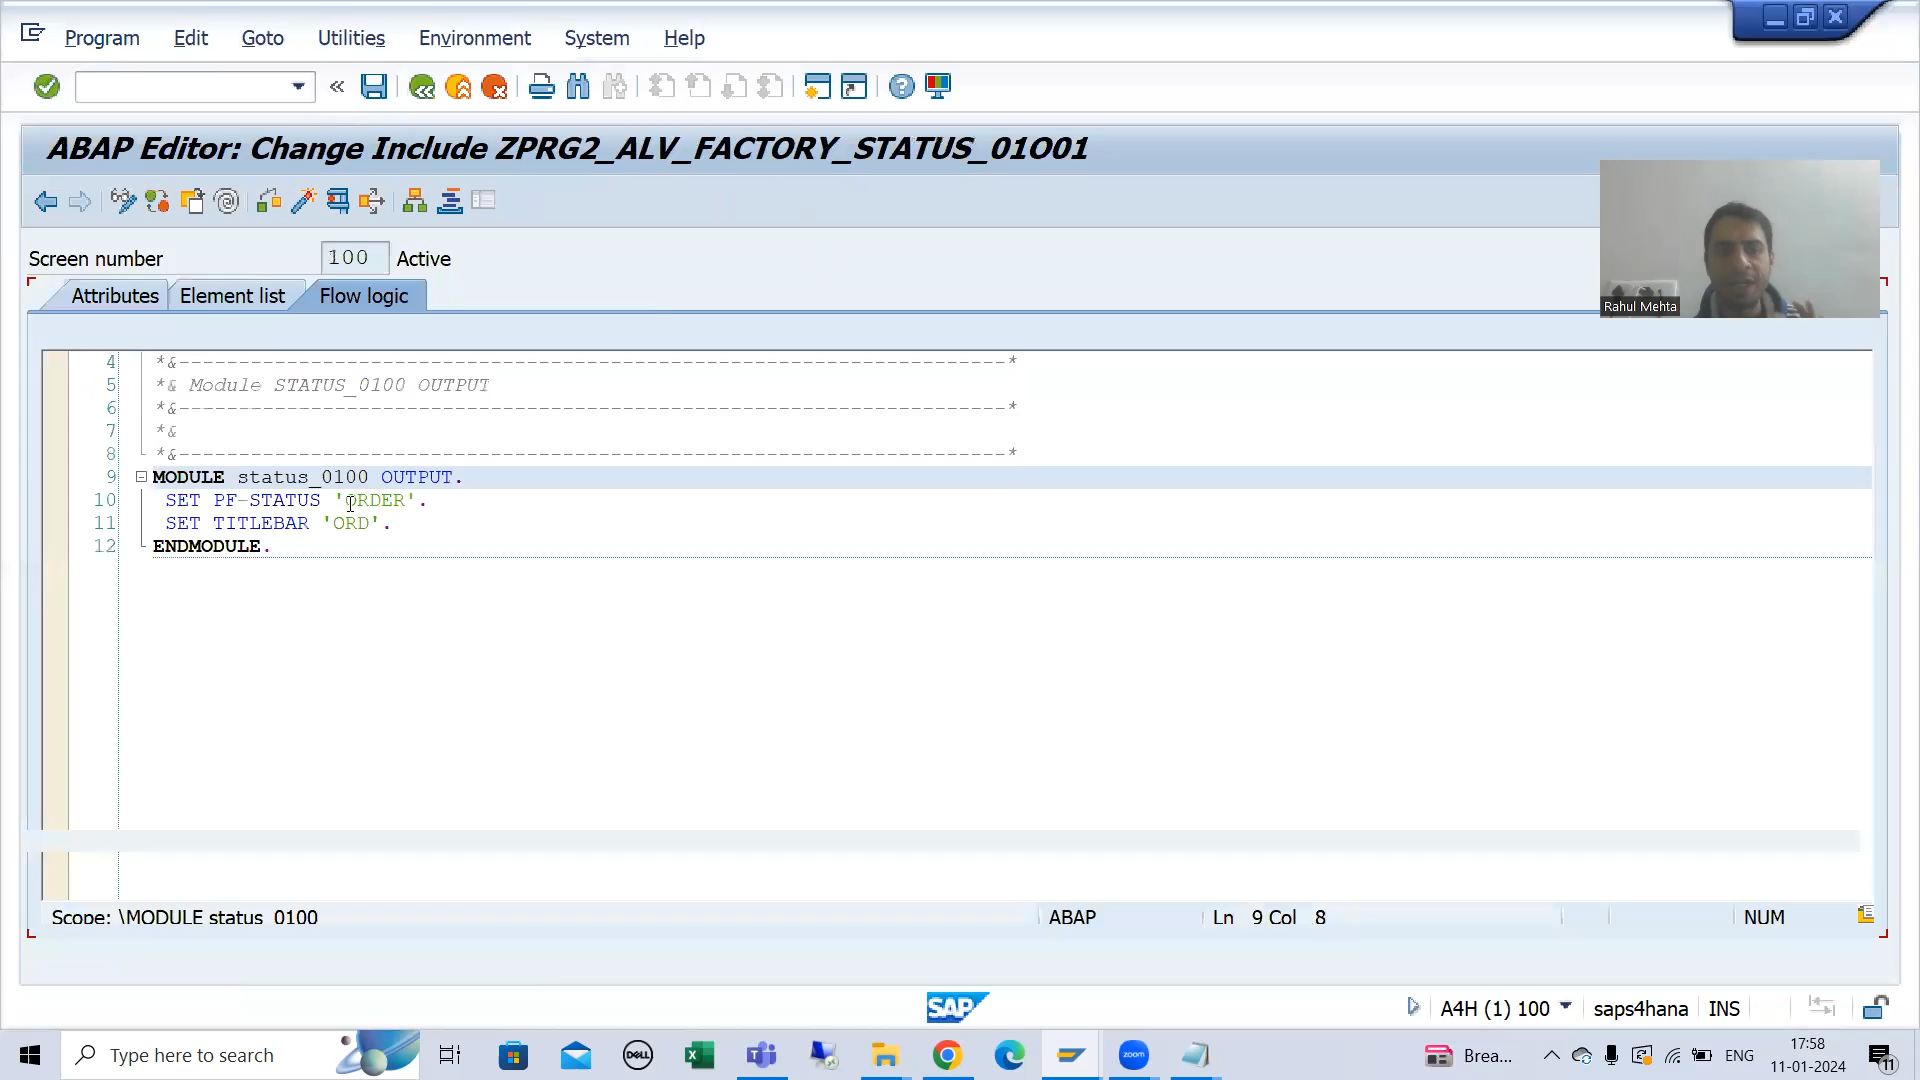 Program Edit Goto Utilities Environment System Help
ABAP Editor: Change Include ZPRG2_ALV_FACTORY_STATUS_01O01
Screen number 100 Active
Attributes Element list Flow logic
Rahul Mehta
4 *&---------------------------------------------------------------------*
5 *& Module STATUS_0100 OUTPUT
6 *&---------------------------------------------------------------------*
7 *&
8 *&---------------------------------------------------------------------*
9 MODULE status_0100 OUTPUT.
10 SET PF-STATUS 'ORDER'.
11 SET TITLEBAR 'ORD'.
12 ENDMODULE.
Scope: \MODULE status_0100 ABAP Ln 9 Col 8 NUM
SAP
A4H (1) 100 saps4hana INS
Type here to search
DELL
zoom
Brea... ENG
17:58
11-01-2024
11